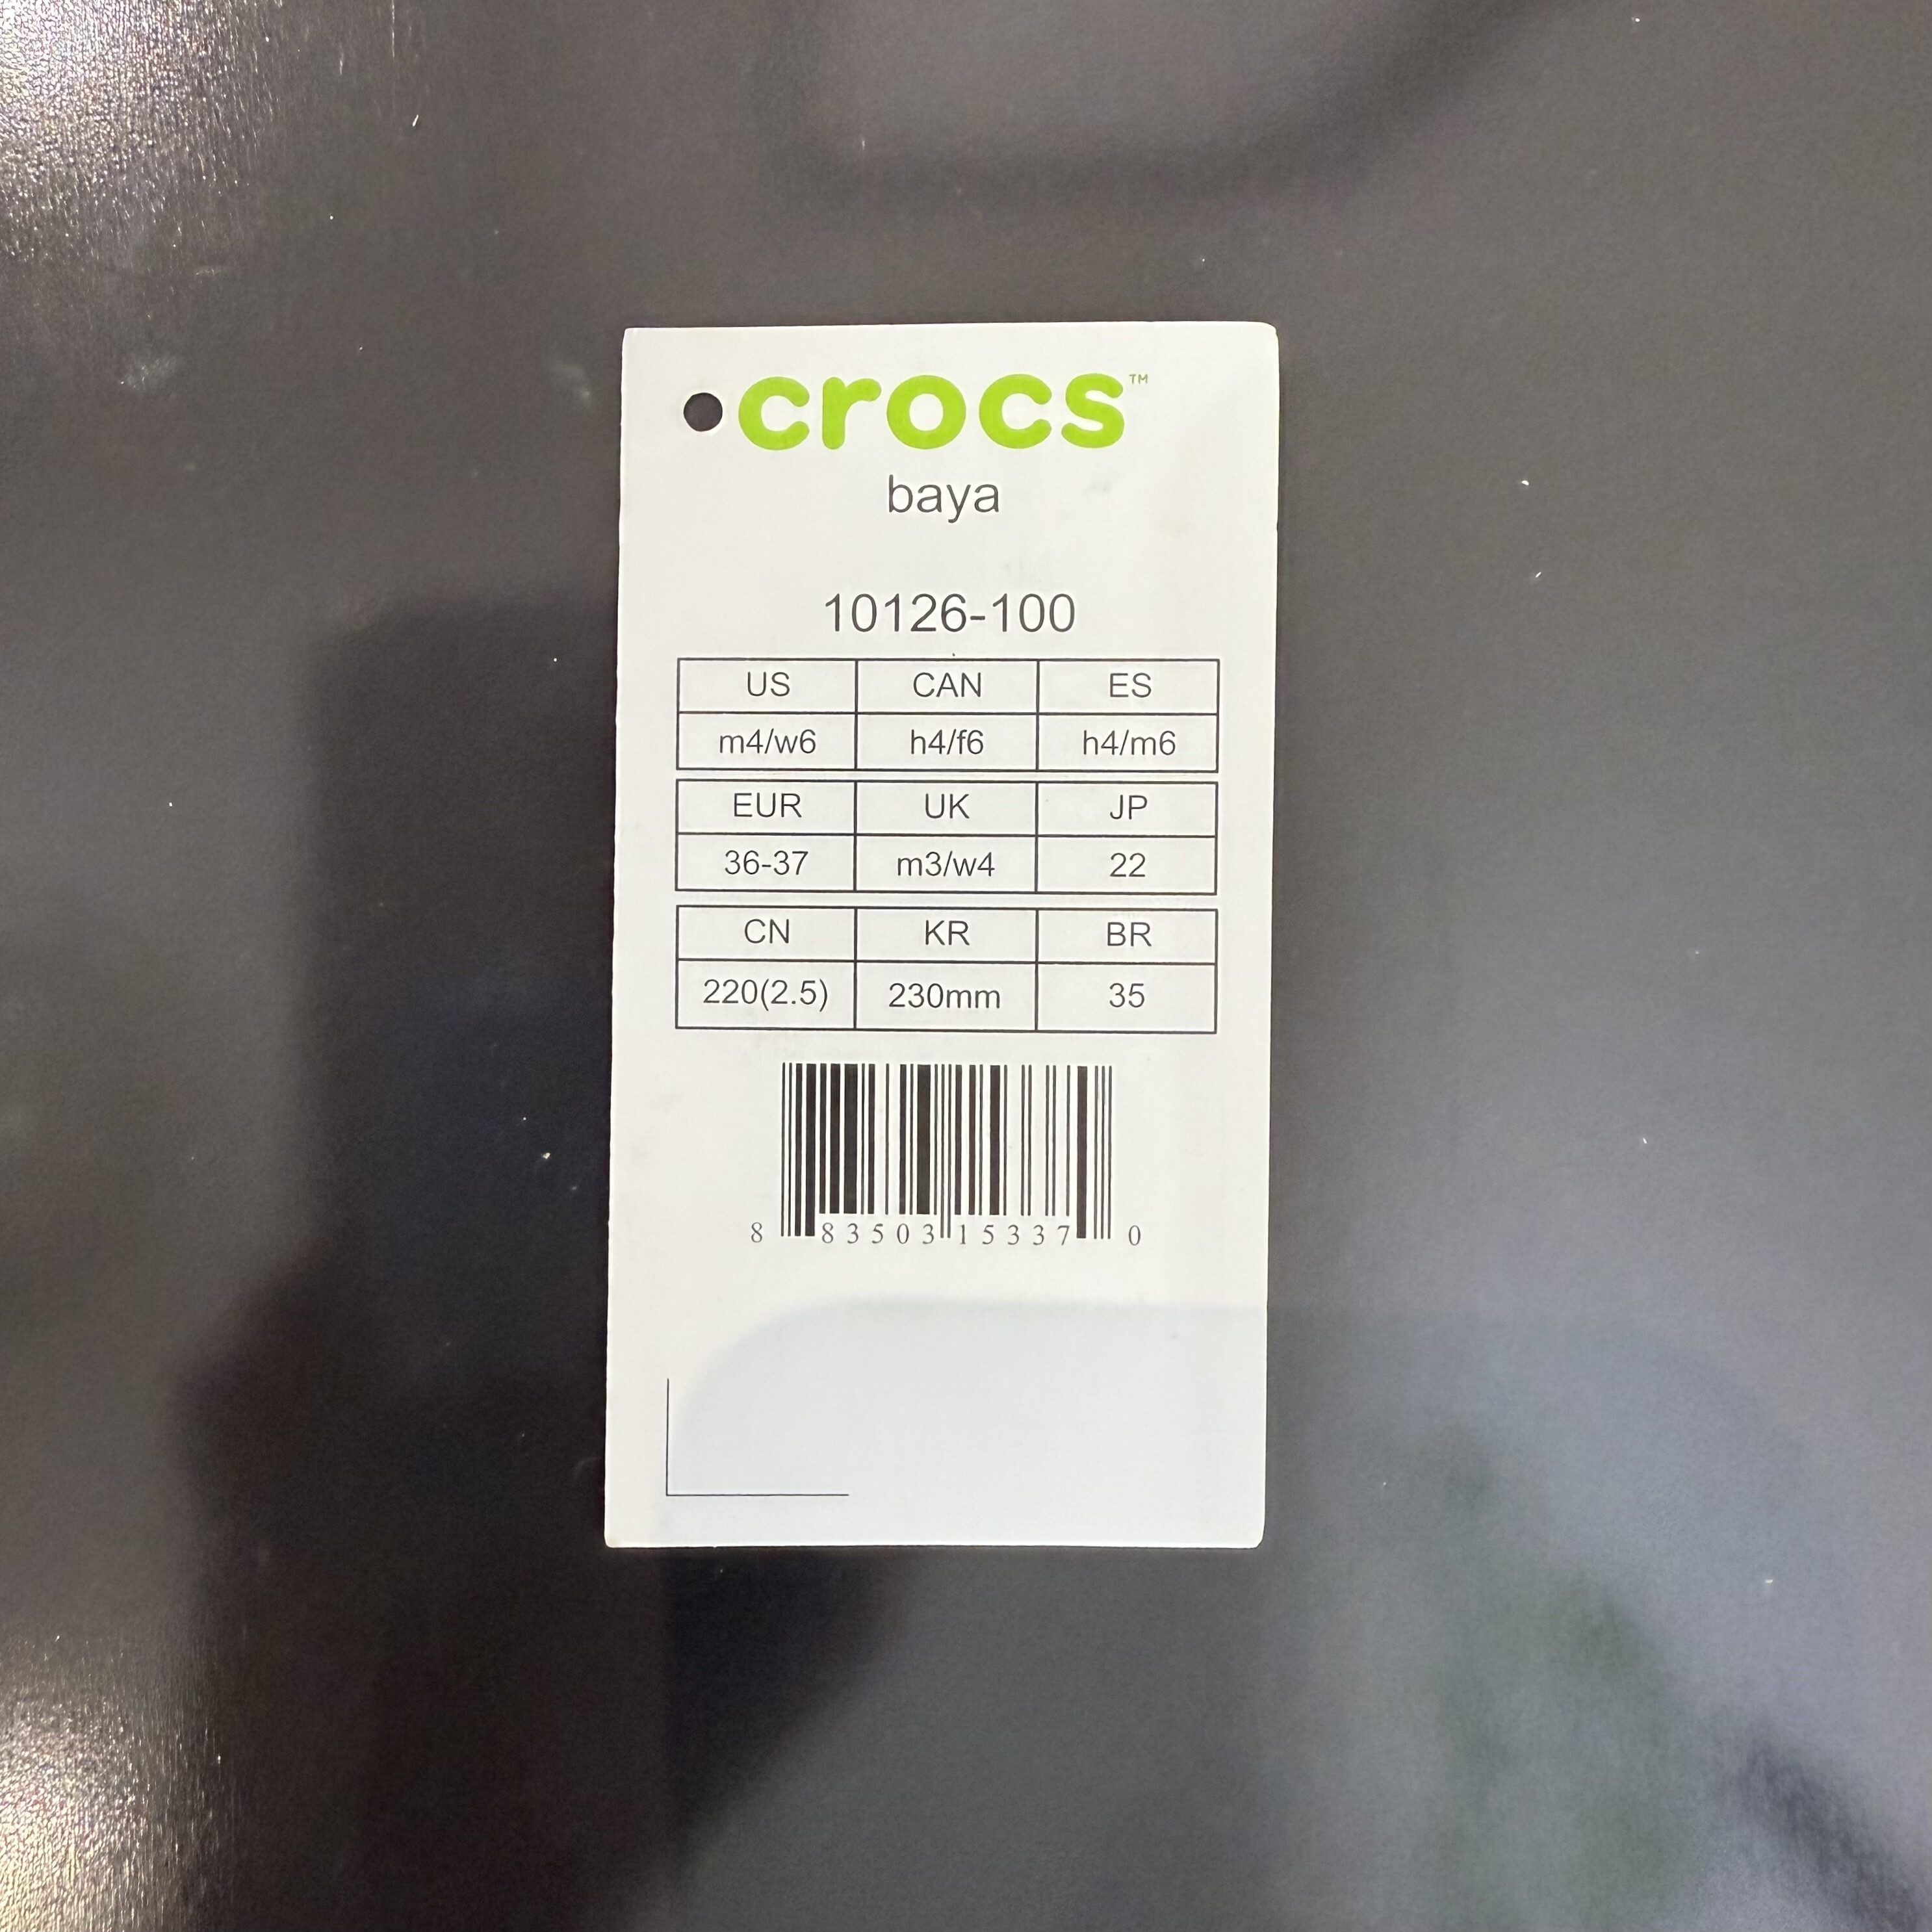 crocs™
baya
10126-100
US CAN ES
m4/w6 h4/f6 h4/m6
EUR UK JP
36-37 m3/w4 22
CN KR BR
220(2.5) 230mm 35
8 83503 15337 0